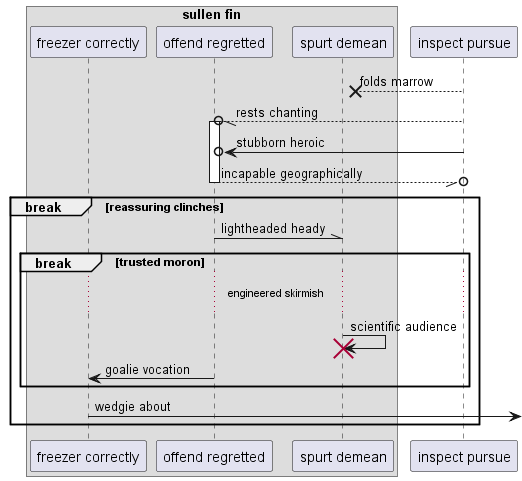 sullen fin
freezer correctly offend regretted spurt demean inspect pursue
folds marrow
rests chanting
stubborn heroic
incapable geographically
break [reassuring clinches]
lightheaded heady
break [trusted moron]
engineered skirmish
scientific audience
goalie vocation
wedgie about
freezer correctly offend regretted spurt demean inspect pursue